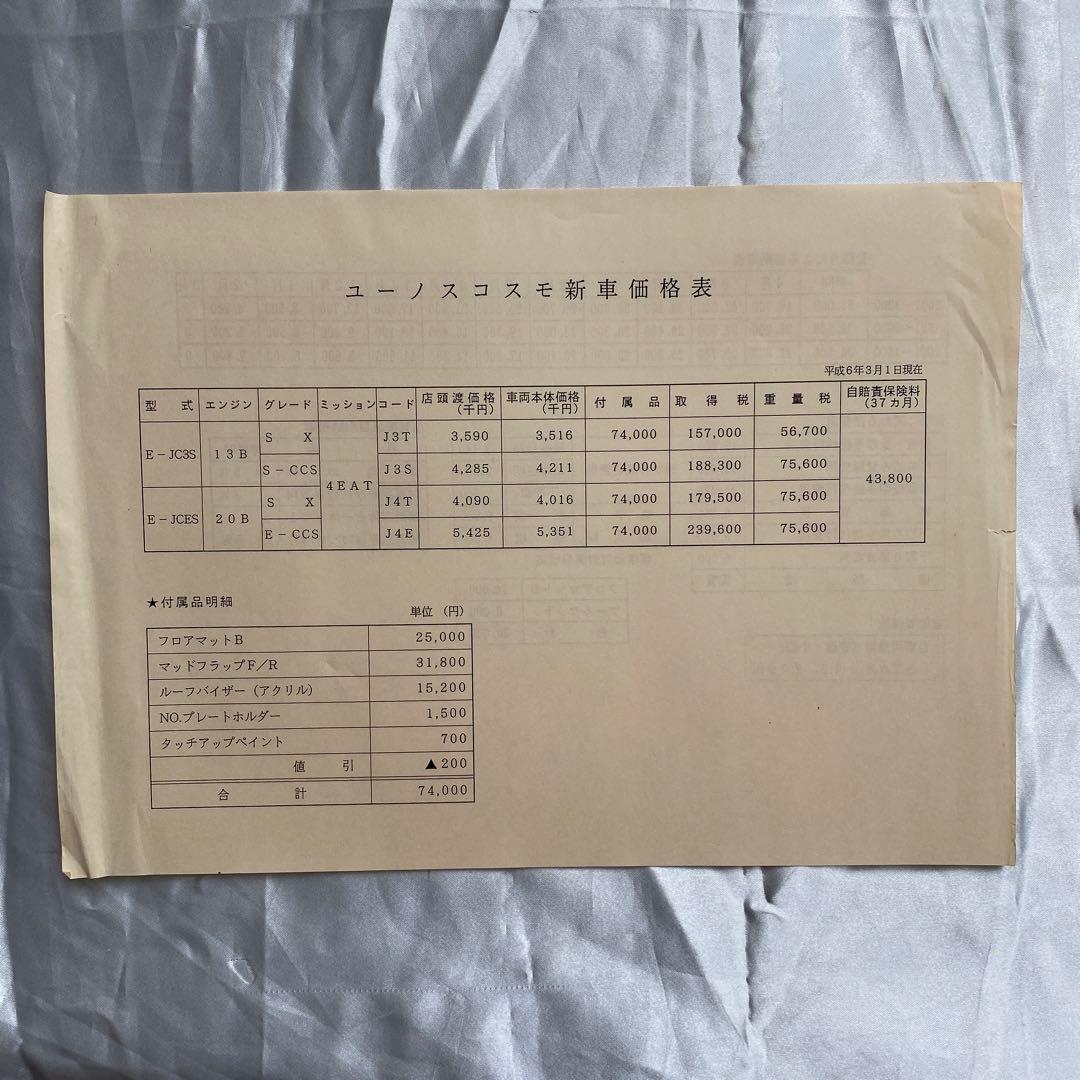 ユーノスコスモ新車価格表
平成6年3月1日現在
型式 エンジン グレード ミッション コード 店頭渡価格(千円) 車両本体価格(千円) 付属品 取得税 重量税 自賠責保険料(37カ月)
E－JC3S 13B SX 4EAT J3T 3,590 3,516 74,000 157,000 56,700 43,800
S－CCS J3S 4,285 4,211 74,000 188,300 75,600
E－JCES 20B SX J4T 4,090 4,016 74,000 179,500 75,600
E－CCS J4E 5,425 5,351 74,000 239,600 75,600
★付属品明細
単位（円）
フロアマットB 25,000
マッドフラップF／R 31,800
ルーフバイザー（アクリル） 15,200
NO.プレートホルダー 1,500
タッチアップペイント 700
値引 ▲200
合計 74,000